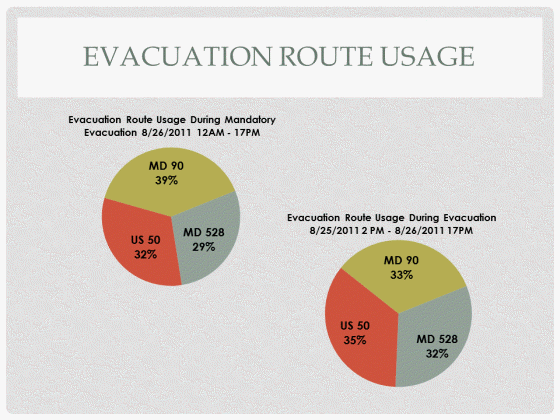 EVACUATION ROUTE USAGE
Evacuation Route Usage During Mandatory
Evacuation 8/26/2011 12AM - 17PM
MD 90
39%
US 50
32%
MD 528
29%
Evacuation Route Usage During Evacuation
8/25/2011 2 PM - 8/26/2011 17PM
MD 90
33%
US 50
35%
MD 528
32%